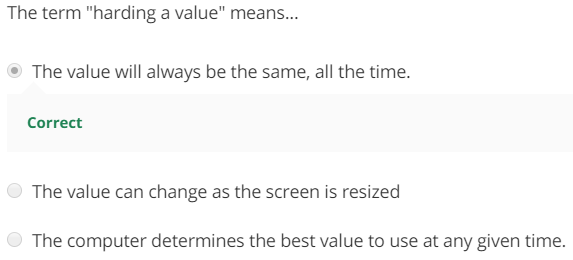 The term "harding a value" means...
The value will always be the same, all the time.
Correct
The value can change as the screen is resized
The computer determines the best value to use at any given time.